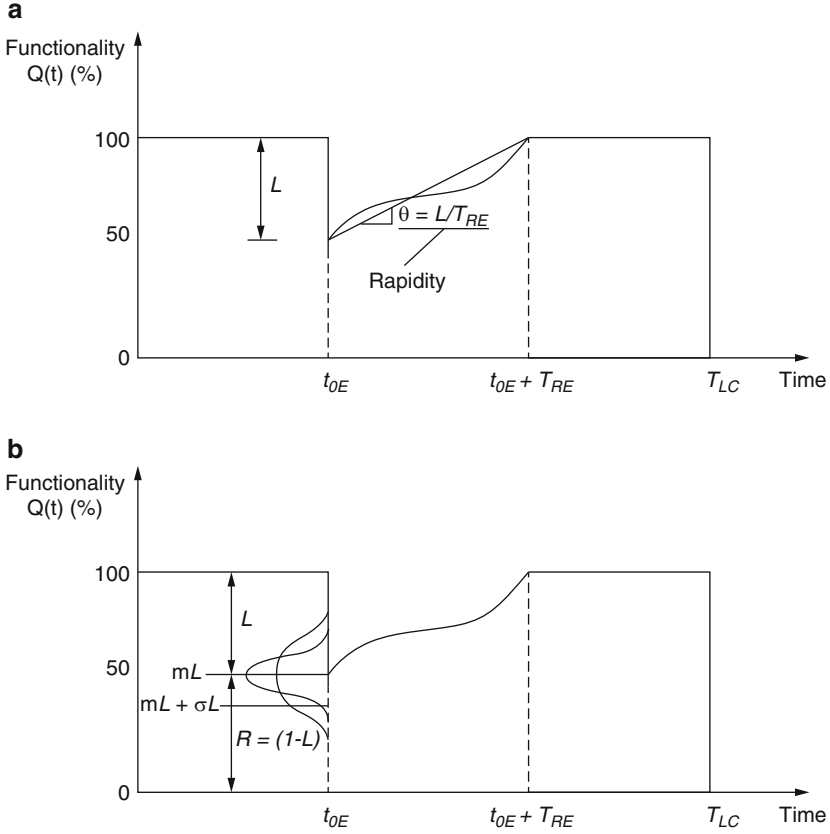 a
Functionality
Q(t) (%)
100
L
50
θ = L/T_RE
Rapidity
0
t_0E
t_0E + T_RE
T_LC
Time
b
Functionality
Q(t) (%)
100
L
50
mL
mL + σL
R = (1-L)
0
t_0E
t_0E + T_RE
T_LC
Time